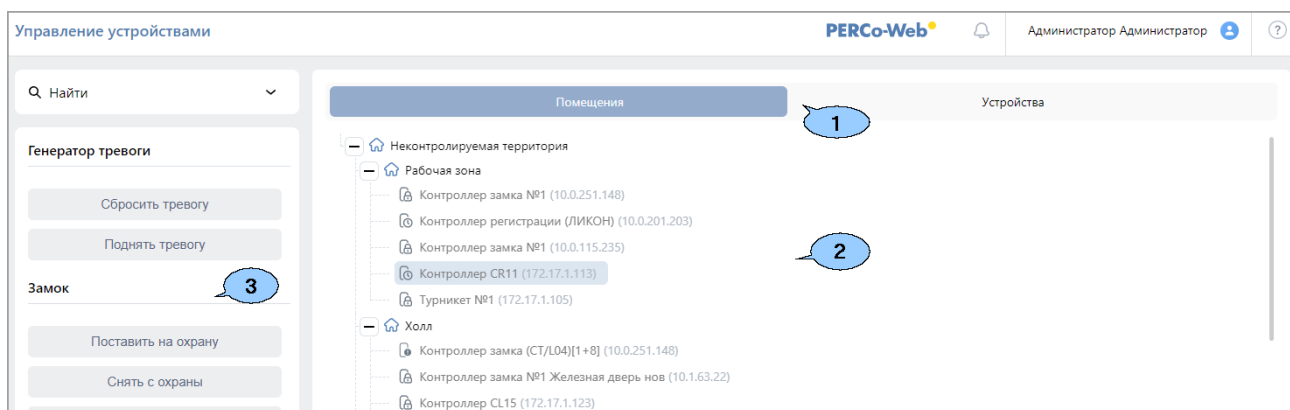 Управление устройствами
PERCo-Web
Администратор Администратор
?
Найти
Помещения
Устройства
1
Генератор тревоги
Неконтролируемая территория
Рабочая зона
Сбросить тревогу
Контроллер замка №1 (10.0.251.148)
Контроллер регистрации (ЛИКОН) (10.0.201.203)
Поднять тревогу
Контроллер замка №1 (10.0.115.235)
2
Контроллер CR11 (172.17.1.113)
Замок
3
Турникет №1 (172.17.1.105)
Холл
Поставить на охрану
Контроллер замка (CT/L04)[1+8] (10.0.251.148)
Снять с охраны
Контроллер замка №1 Железная дверь нов (10.1.63.22)
Контроллер CL15 (172.17.1.123)